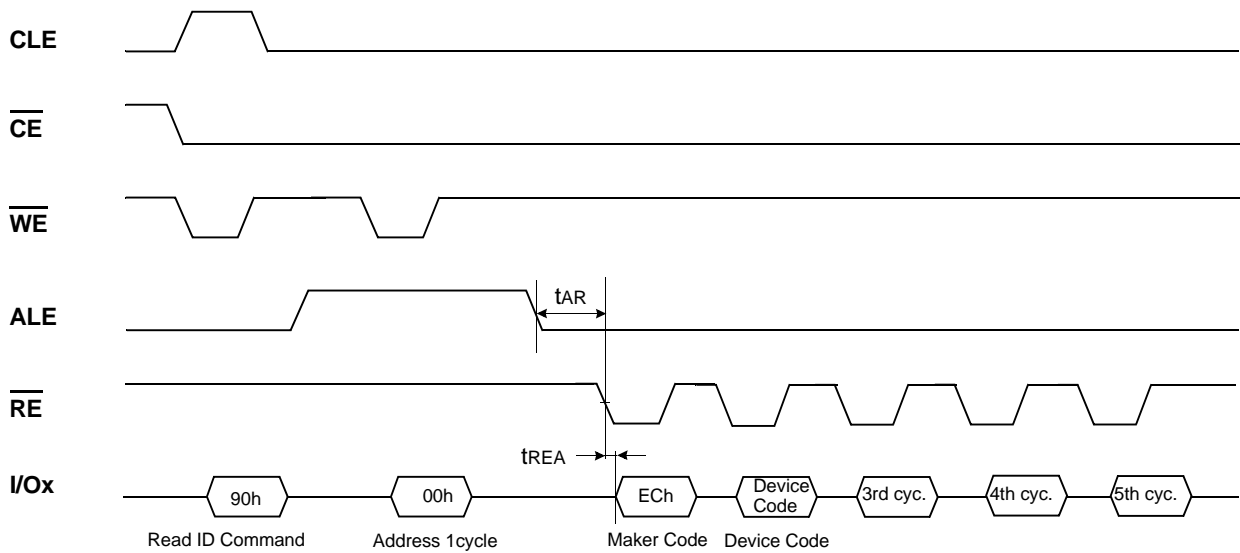 CLE
CE
WE
ALE
tAR
RE
tREA
I/Ox
90h
00h
ECh
Device
Code
3rd cyc.
4th cyc.
5th cyc.
Read ID Command
Address 1cycle
Maker Code
Device Code